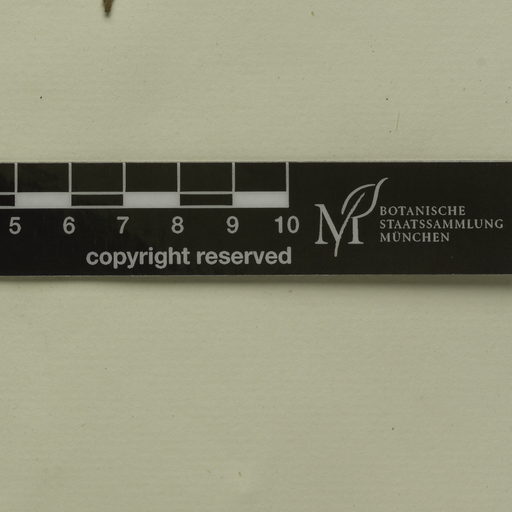 5 6 7 8 9 10
copyright reserved
BOTANISCHE
STAATSSAMMLUNG
MÜNCHEN